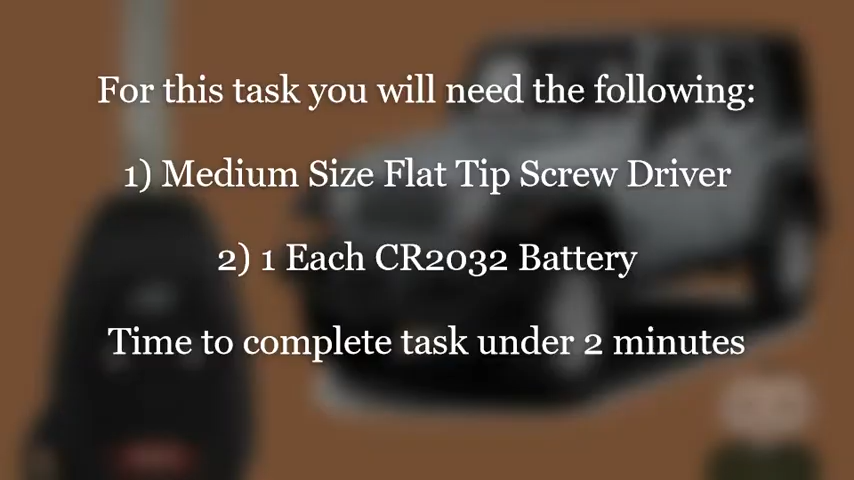 For this task you will need the following:
1) Medium Size Flat Tip Screw Driver
2) 1 Each CR2032 Battery
Time to complete task under 2 minutes